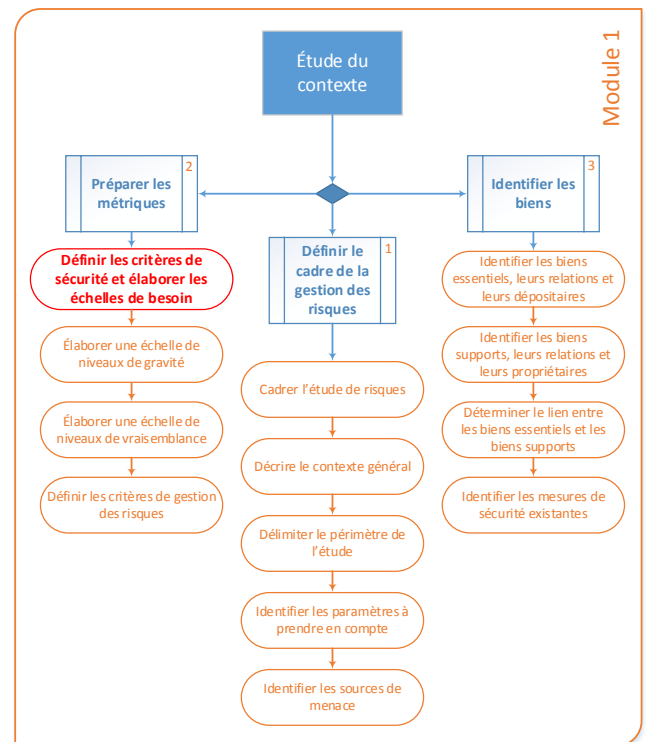 Module 1
Étude du
contexte
2
Préparer les
métriques
Définir les critères de
sécurité et élaborer les
échelles de besoin
Élaborer une échelle de
niveaux de gravité
Élaborer une échelle de
niveaux de vraisemblance
Définir les critères de gestion
des risques
1
Définir le
cadre de la
gestion des
risques
Cadrer l'étude de risques
Décrire le contexte général
Délimiter le périmètre de
l'étude
Identifier les paramètres à
prendre en compte
Identifier les sources de
menace
3
Identifier les
biens
Identifier les biens
essentiels, leurs relations et
leurs dépositaires
Identifier les biens
supports, leurs relations et
leurs propriétaires
Déterminer le lien entre
les biens essentiels et les
biens supports
Identifier les mesures de
sécurité existantes